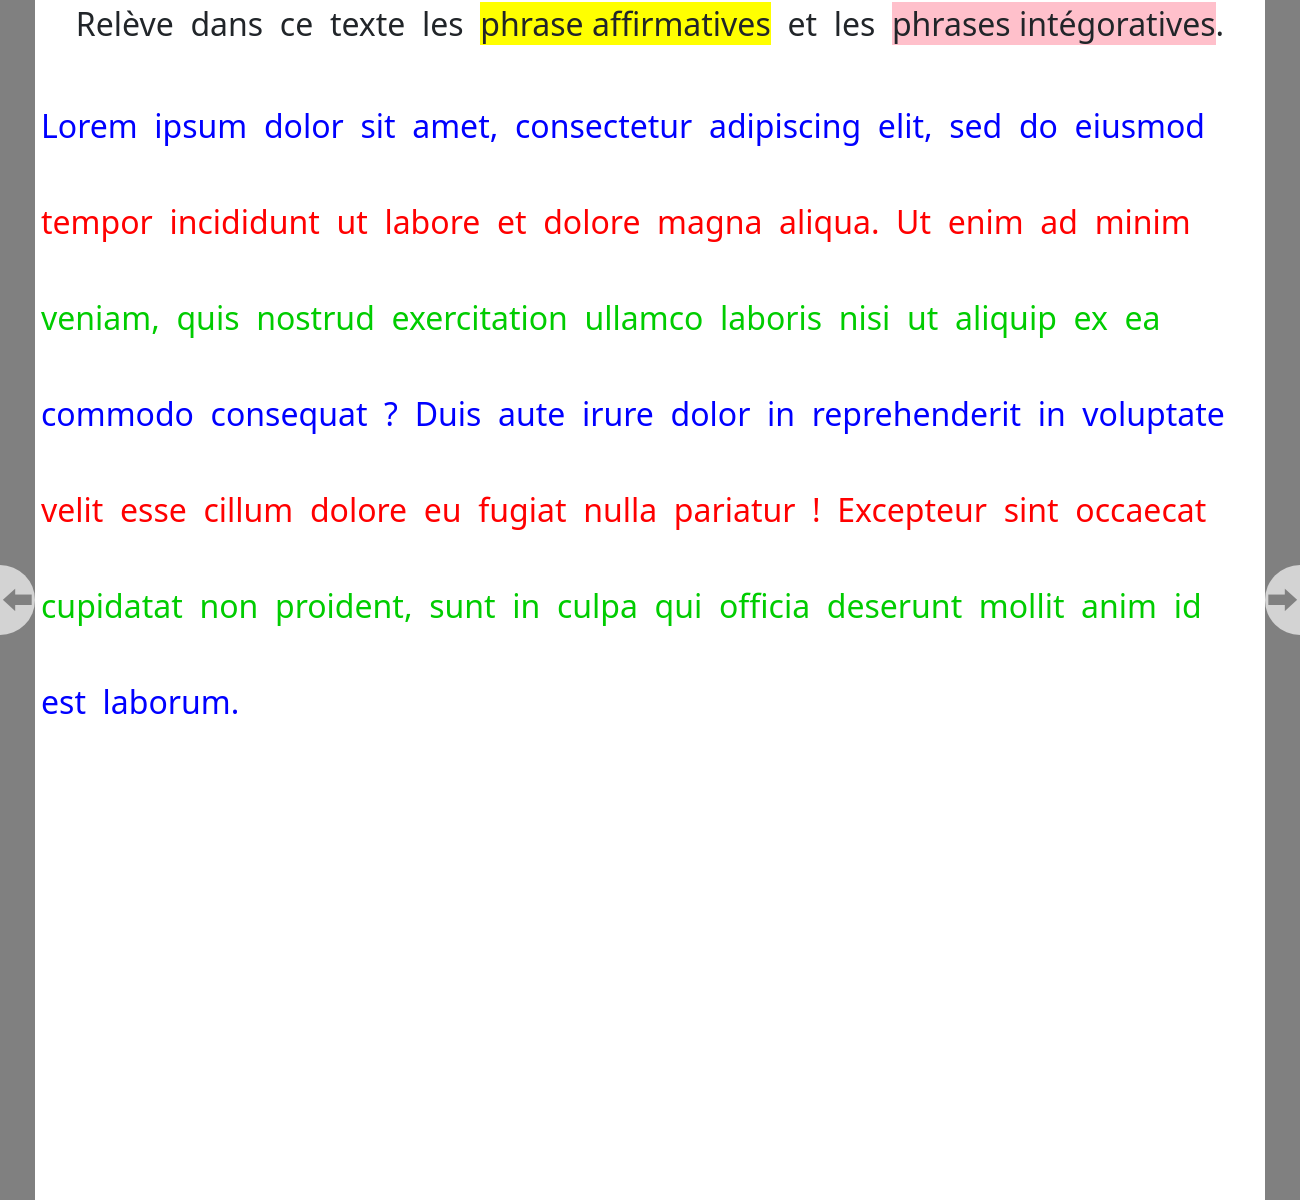 Relève dans ce texte les phrase affirmatives et les phrases intégoratives.
Lorem ipsum dolor sit amet, consectetur adipiscing elit, sed do eiusmod
tempor incididunt ut labore et dolore magna aliqua. Ut enim ad minim
veniam, quis nostrud exercitation ullamco laboris nisi ut aliquip ex ea
commodo consequat ? Duis aute irure dolor in reprehenderit in voluptate
velit esse cillum dolore eu fugiat nulla pariatur ! Excepteur sint occaecat
cupidatat non proident, sunt in culpa qui officia deserunt mollit anim id
est laborum.